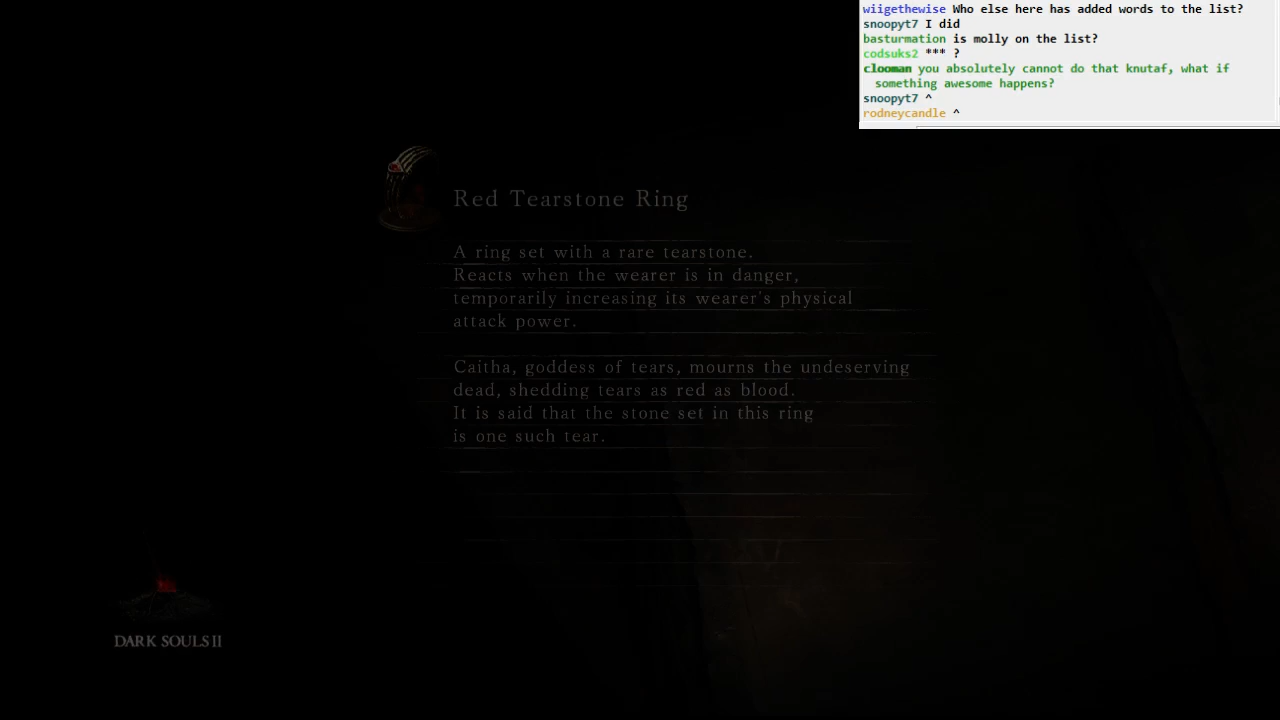 wiigethewise Who else here has added words to the list?
snoopyt7 I did
basturmation is molly on the list?
codsuks2 *** ?
clooman you absolutely cannot do that knutaf, what if
something awesome happens?
snoopyt7 ^
rodneycandle ^
Red Tearstone Ring
A ring set with a rare tearstone.
Reacts when the wearer is in danger,
temporarily increasing its wearer's physical
attack power.
Caitha, goddess of tears, mourns the undeserving
dead, shedding tears as red as blood.
It is said that the stone set in this ring
is one such tear.
DARK SOULS II